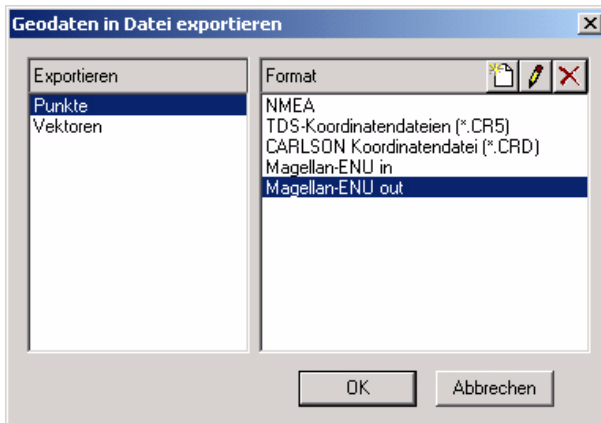 Geodaten in Datei exportieren
Exportieren
Punkte
Vektoren
Format
NMEA
TDS-Koordinatendateien (*.CR5)
CARLSON Koordinatendatei (*.CRD)
Magellan-ENU in
Magellan-ENU out
OK
Abbrechen